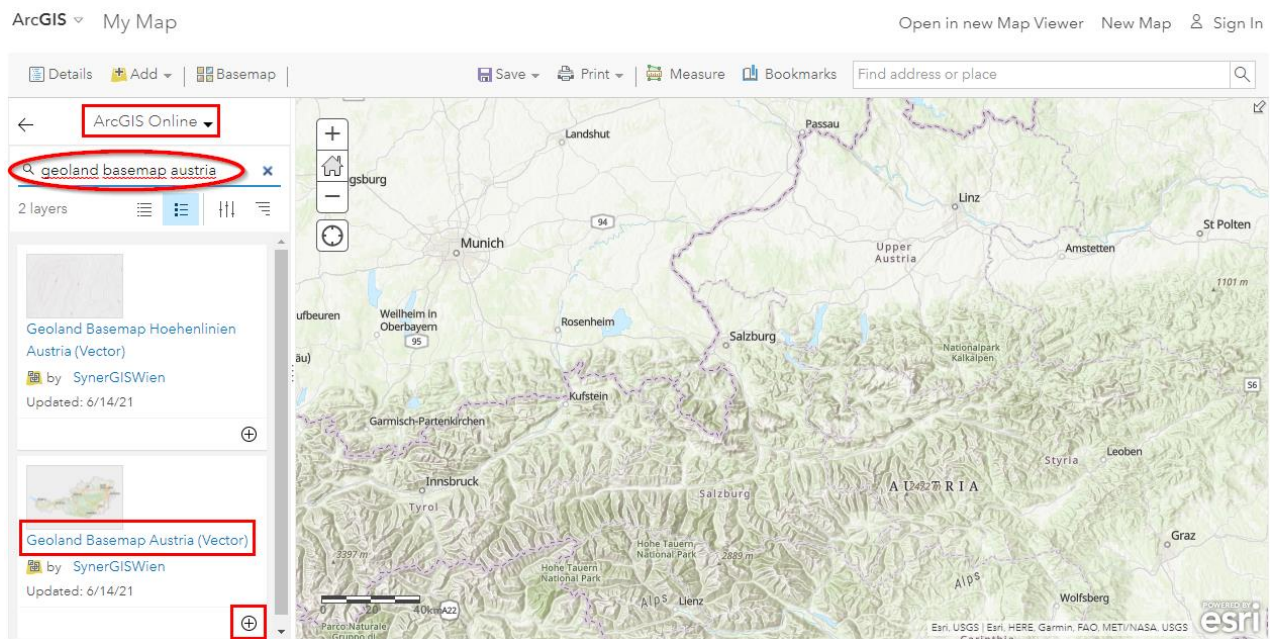 ArcGIS My Map
Open in new Map Viewer New Map Sign In
Details Add Basemap
Save Print Measure Bookmarks Find address or place
ArcGIS Online
geoland basemap austria
2 layers
Geoland Basemap Hoehenlinien
Austria (Vector)
by SynerGISWien
Updated: 6/14/21
Geoland Basemap Austria (Vector)
by SynerGISWien
Updated: 6/14/21
Landshut
Passau
gsburg
94
Linz
St Polten
Munich
Upper
Austria
Amstetten
1101 m
ufbeuren
Weilheim in
Oberbayern
95
Rosenheim
Salzburg
Nationalpark
Kalkalpen
äu)
S6
Kufstein
Garmisch-Partenkirchen
Leoben
Styria
Innsbruck
Tyrol
Salzburg
AUSTRIA
Graz
3397 m
Hohe Tauern
National Park
2889 m
Hohe Tauern
National Park
Alps
Alps
Lienz
Wolfsberg
0 20 40km
A22
Parco Naturale
Gruppo di
Esri, USGS | Esri, HERE, Garmin, FAO, METI/NASA, USGS
POWERED BY
esri